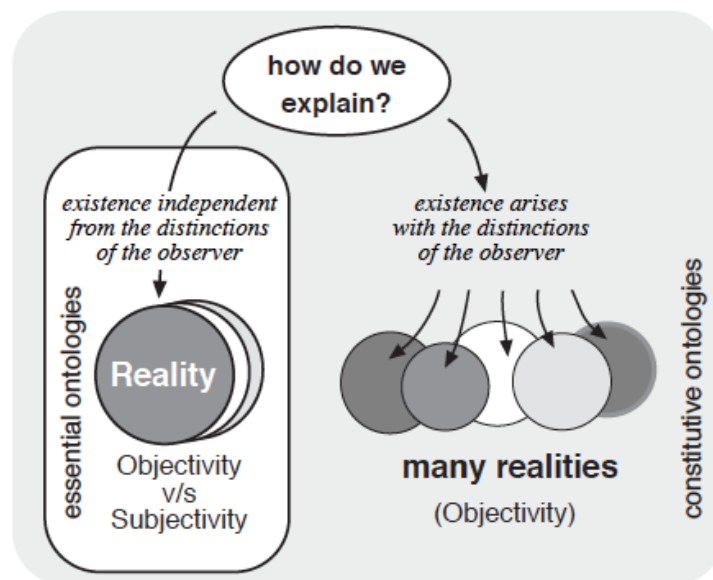 how do we
explain?
existence independent
from the distinctions
of the observer
existence arises
with the distinctions
of the observer
essential ontologies
Reality
Objectivity
v/s
Subjectivity
many realities
(Objectivity)
constitutive ontologies